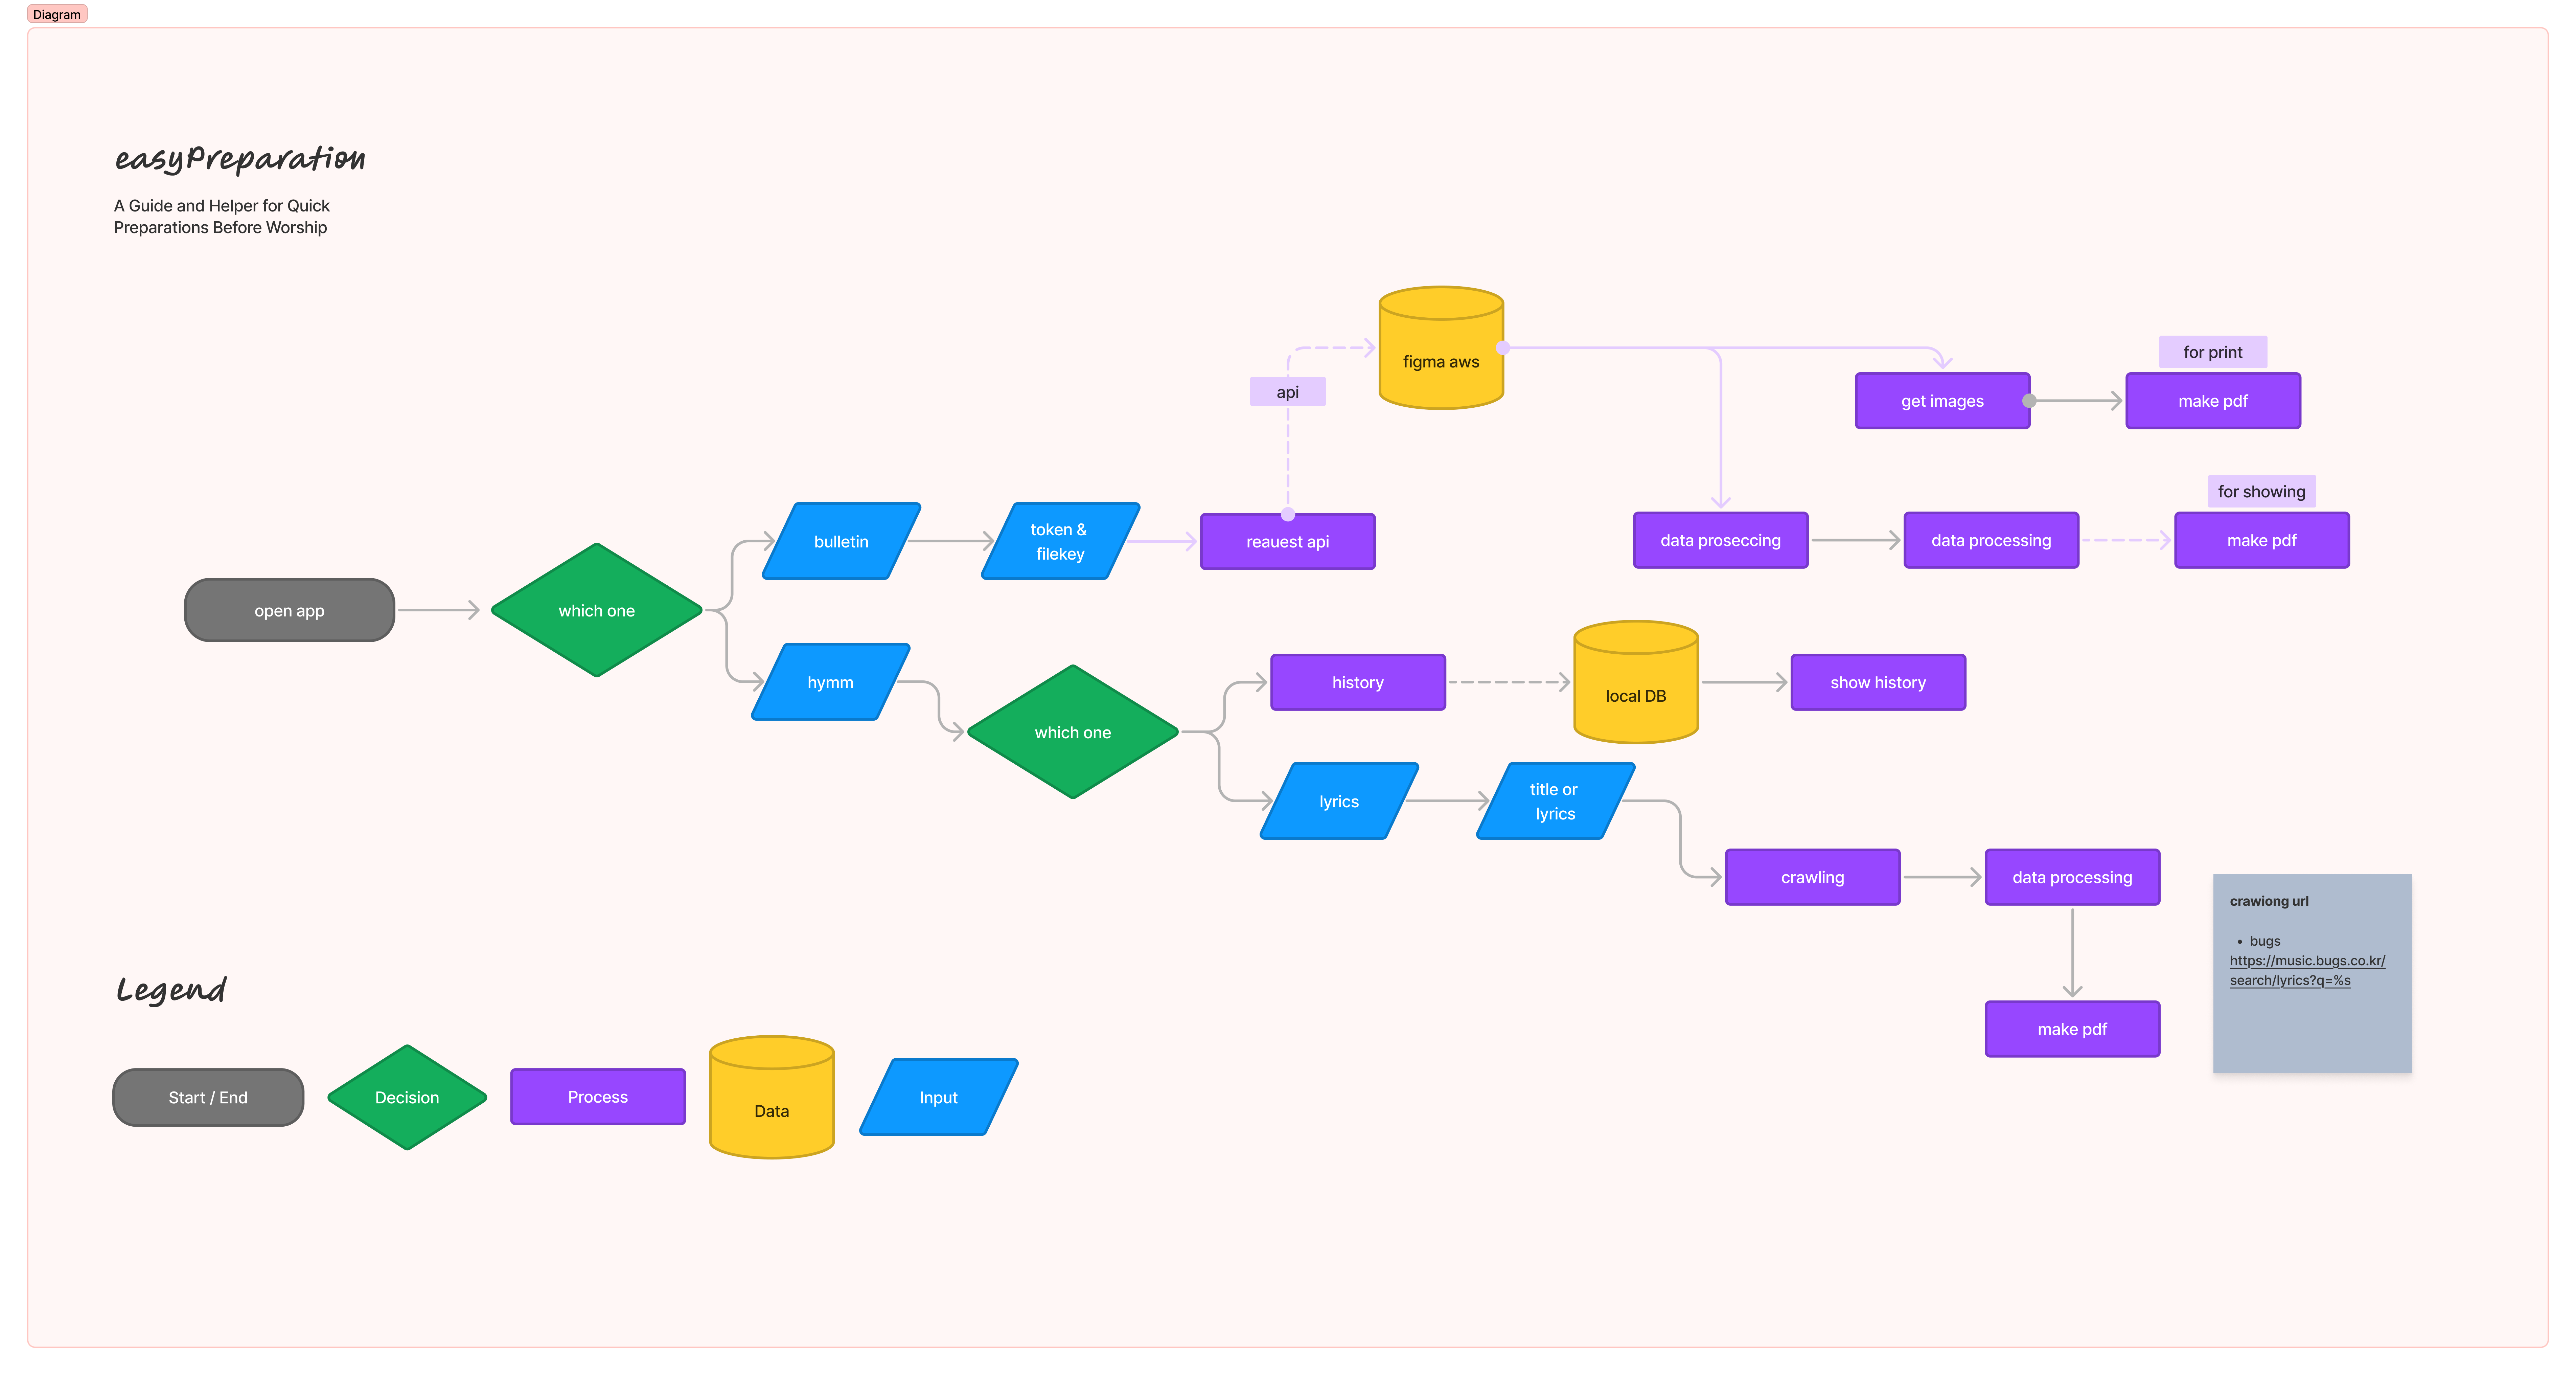 Diagram
easyPreparation
A Guide and Helper for Quick
Preparations Before Worship
figma aws
for print
api
get images
make pdf
for showing
bulletin
token &
filekey
reauest api
data proseccing
data processing
make pdf
open app
which one
hymm
which one
history
local DB
show history
lyrics
title or
lyrics
crawling
data processing
make pdf
crawiong url
• bugs
https://music.bugs.co.kr/
search/lyrics?q=%s
Legend
Start / End
Decision
Process
Data
Input